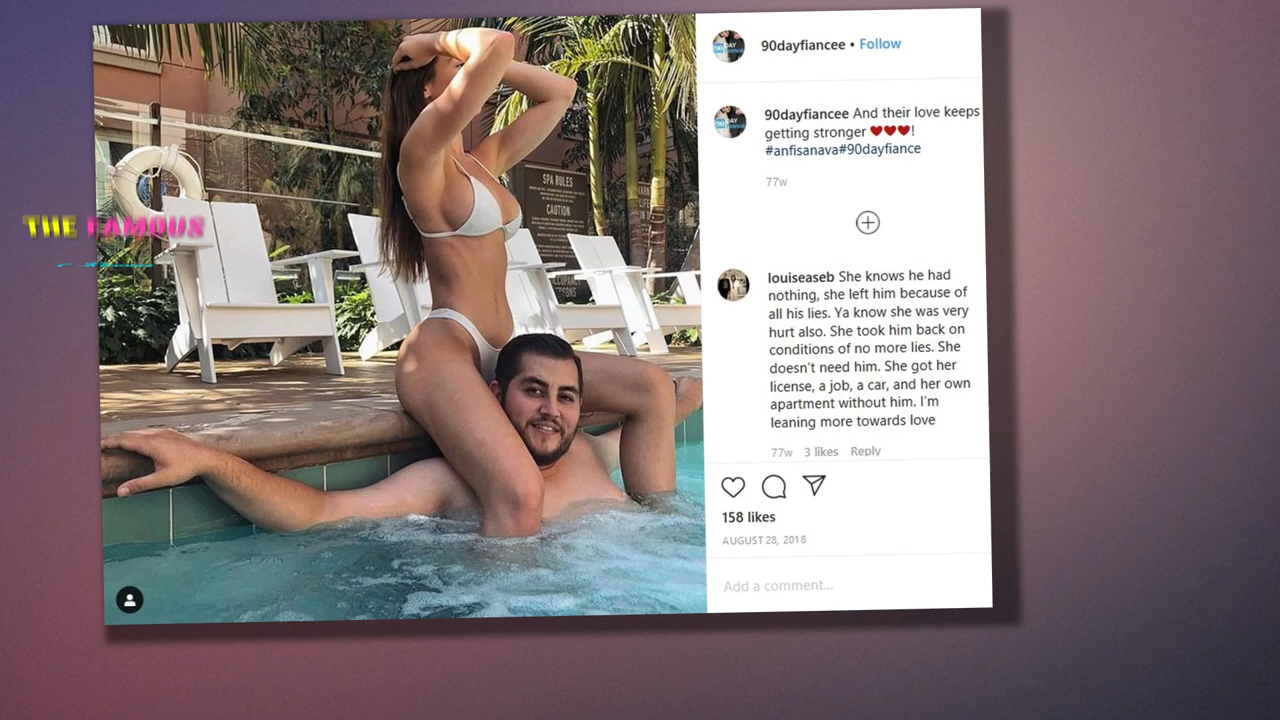 90dayfiancee • Follow
90dayfiancee And their love keeps
getting stronger ❤❤❤!
#anfisanava#90dayfiance
77w
louiseaseb She knows he had
nothing, she left him because of
all his lies. Ya know she was very
hurt also. She took him back on
conditions of no more lies. She
doesn't need him. She got her
license, a job, a car, and her own
apartment without him. I'm
leaning more towards love
77w 3 likes Reply
158 likes
AUGUST 28, 2018
Add a comment...
THE FAMOUS
SPA RULES
CAUTION